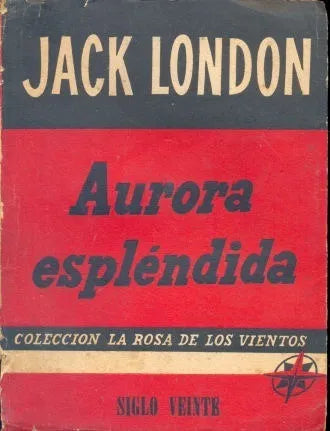 JACK LONDON
Aurora
espléndida
COLECCION LA ROSA DE LOS VIENTOS
SIGLO VEINTE